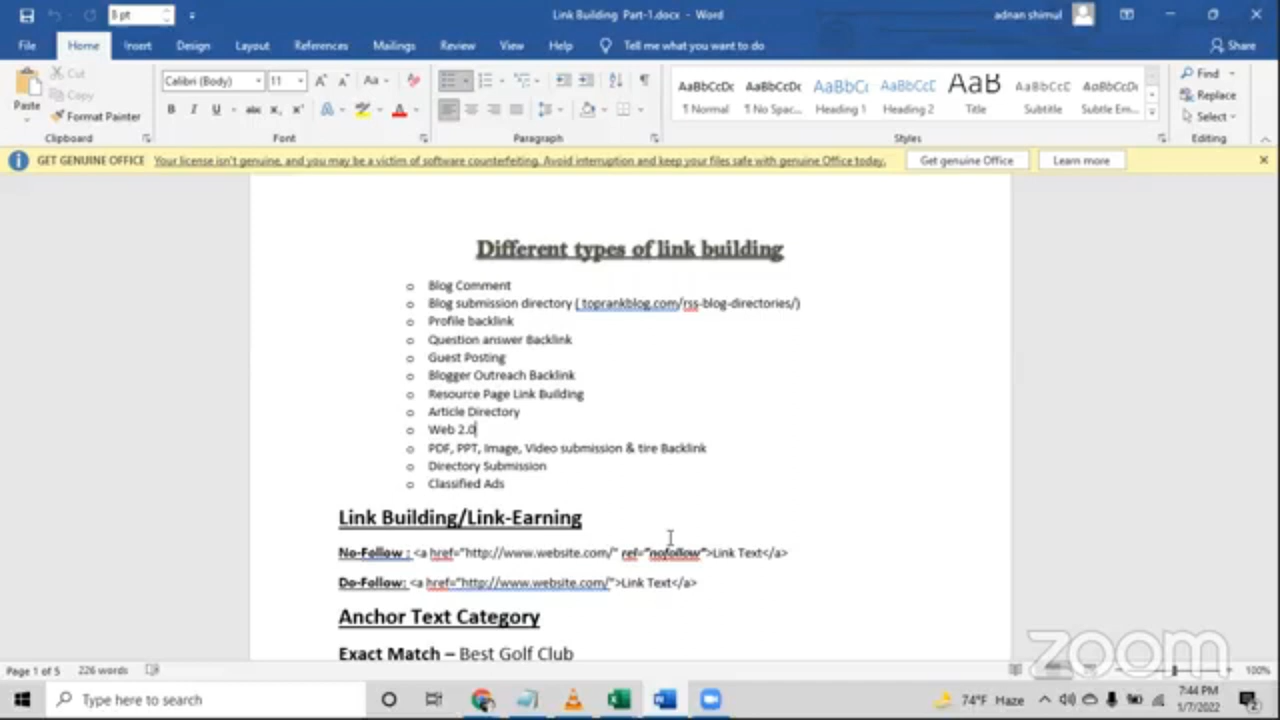 8 pt
Link Building Part-1.docx - Word
adnan shimul
File Home Insert Design Layout References Mailings Review View Help Tell me what you want to do Share
Paste
Cut
Copy
Format Painter
Clipboard
Calibri (Body) 11
Font
Paragraph
AaBbCcDc AaBbCcDc AaBbCc AaBbCcD AaB AaBbCcD AaBbCcDc
¶ Normal ¶ No Spac... Heading 1 Heading 2 Title Subtitle Subtle Em...
Styles
Find
Replace
Select
Editing
GET GENUINE OFFICE Your license isn't genuine, and you may be a victim of software counterfeiting. Avoid interruption and keep your files safe with genuine Office today. Get genuine Office Learn more
Different types of link building
o Blog Comment
o Blog submission directory ( toprankblog.com/rss-blog-directories/)
o Profile backlink
o Question answer Backlink
o Guest Posting
o Blogger Outreach Backlink
o Resource Page Link Building
o Article Directory
o Web 2.0
o PDF, PPT, Image, Video submission & tire Backlink
o Directory Submission
o Classified Ads
Link Building/Link-Earning
No-Follow : <a href="http://www.website.com/" rel="nofollow">Link Text</a>
Do-Follow: <a href="http://www.website.com/">Link Text</a>
Anchor Text Category
Exact Match – Best Golf Club
zoom
Page 1 of 5 226 words 100%
Type here to search
74°F Haze
7:44 PM
1/7/2022
2